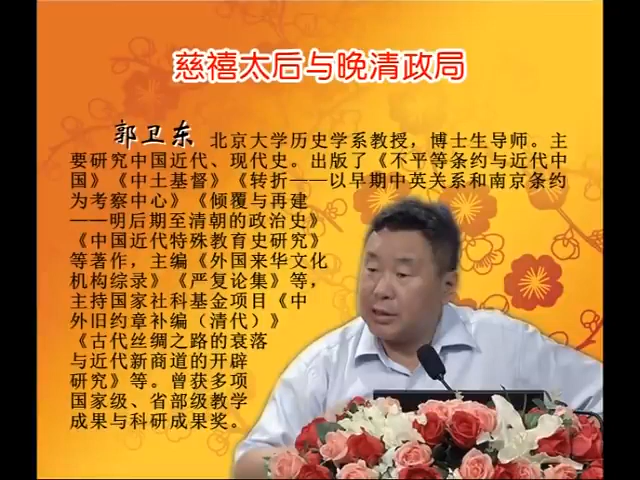 慈禧太后与晚清政局
郭卫东 北京大学历史学系教授，博士生导师。主
要研究中国近代、现代史。出版了《不平等条约与近代中
国》《中土基督》《转折——以早期中英关系和南京条约
为考察中心》《倾覆与再建
——明后期至清朝的政治史》
《中国近代特殊教育史研究》
等著作，主编《外国来华文化
机构综录》《严复论集》等，
主持国家社科基金项目《中
外旧约章补编（清代）》
《古代丝绸之路的衰落
与近代新商道的开辟
研究》等。曾获多项
国家级、省部级教学
成果与科研成果奖。